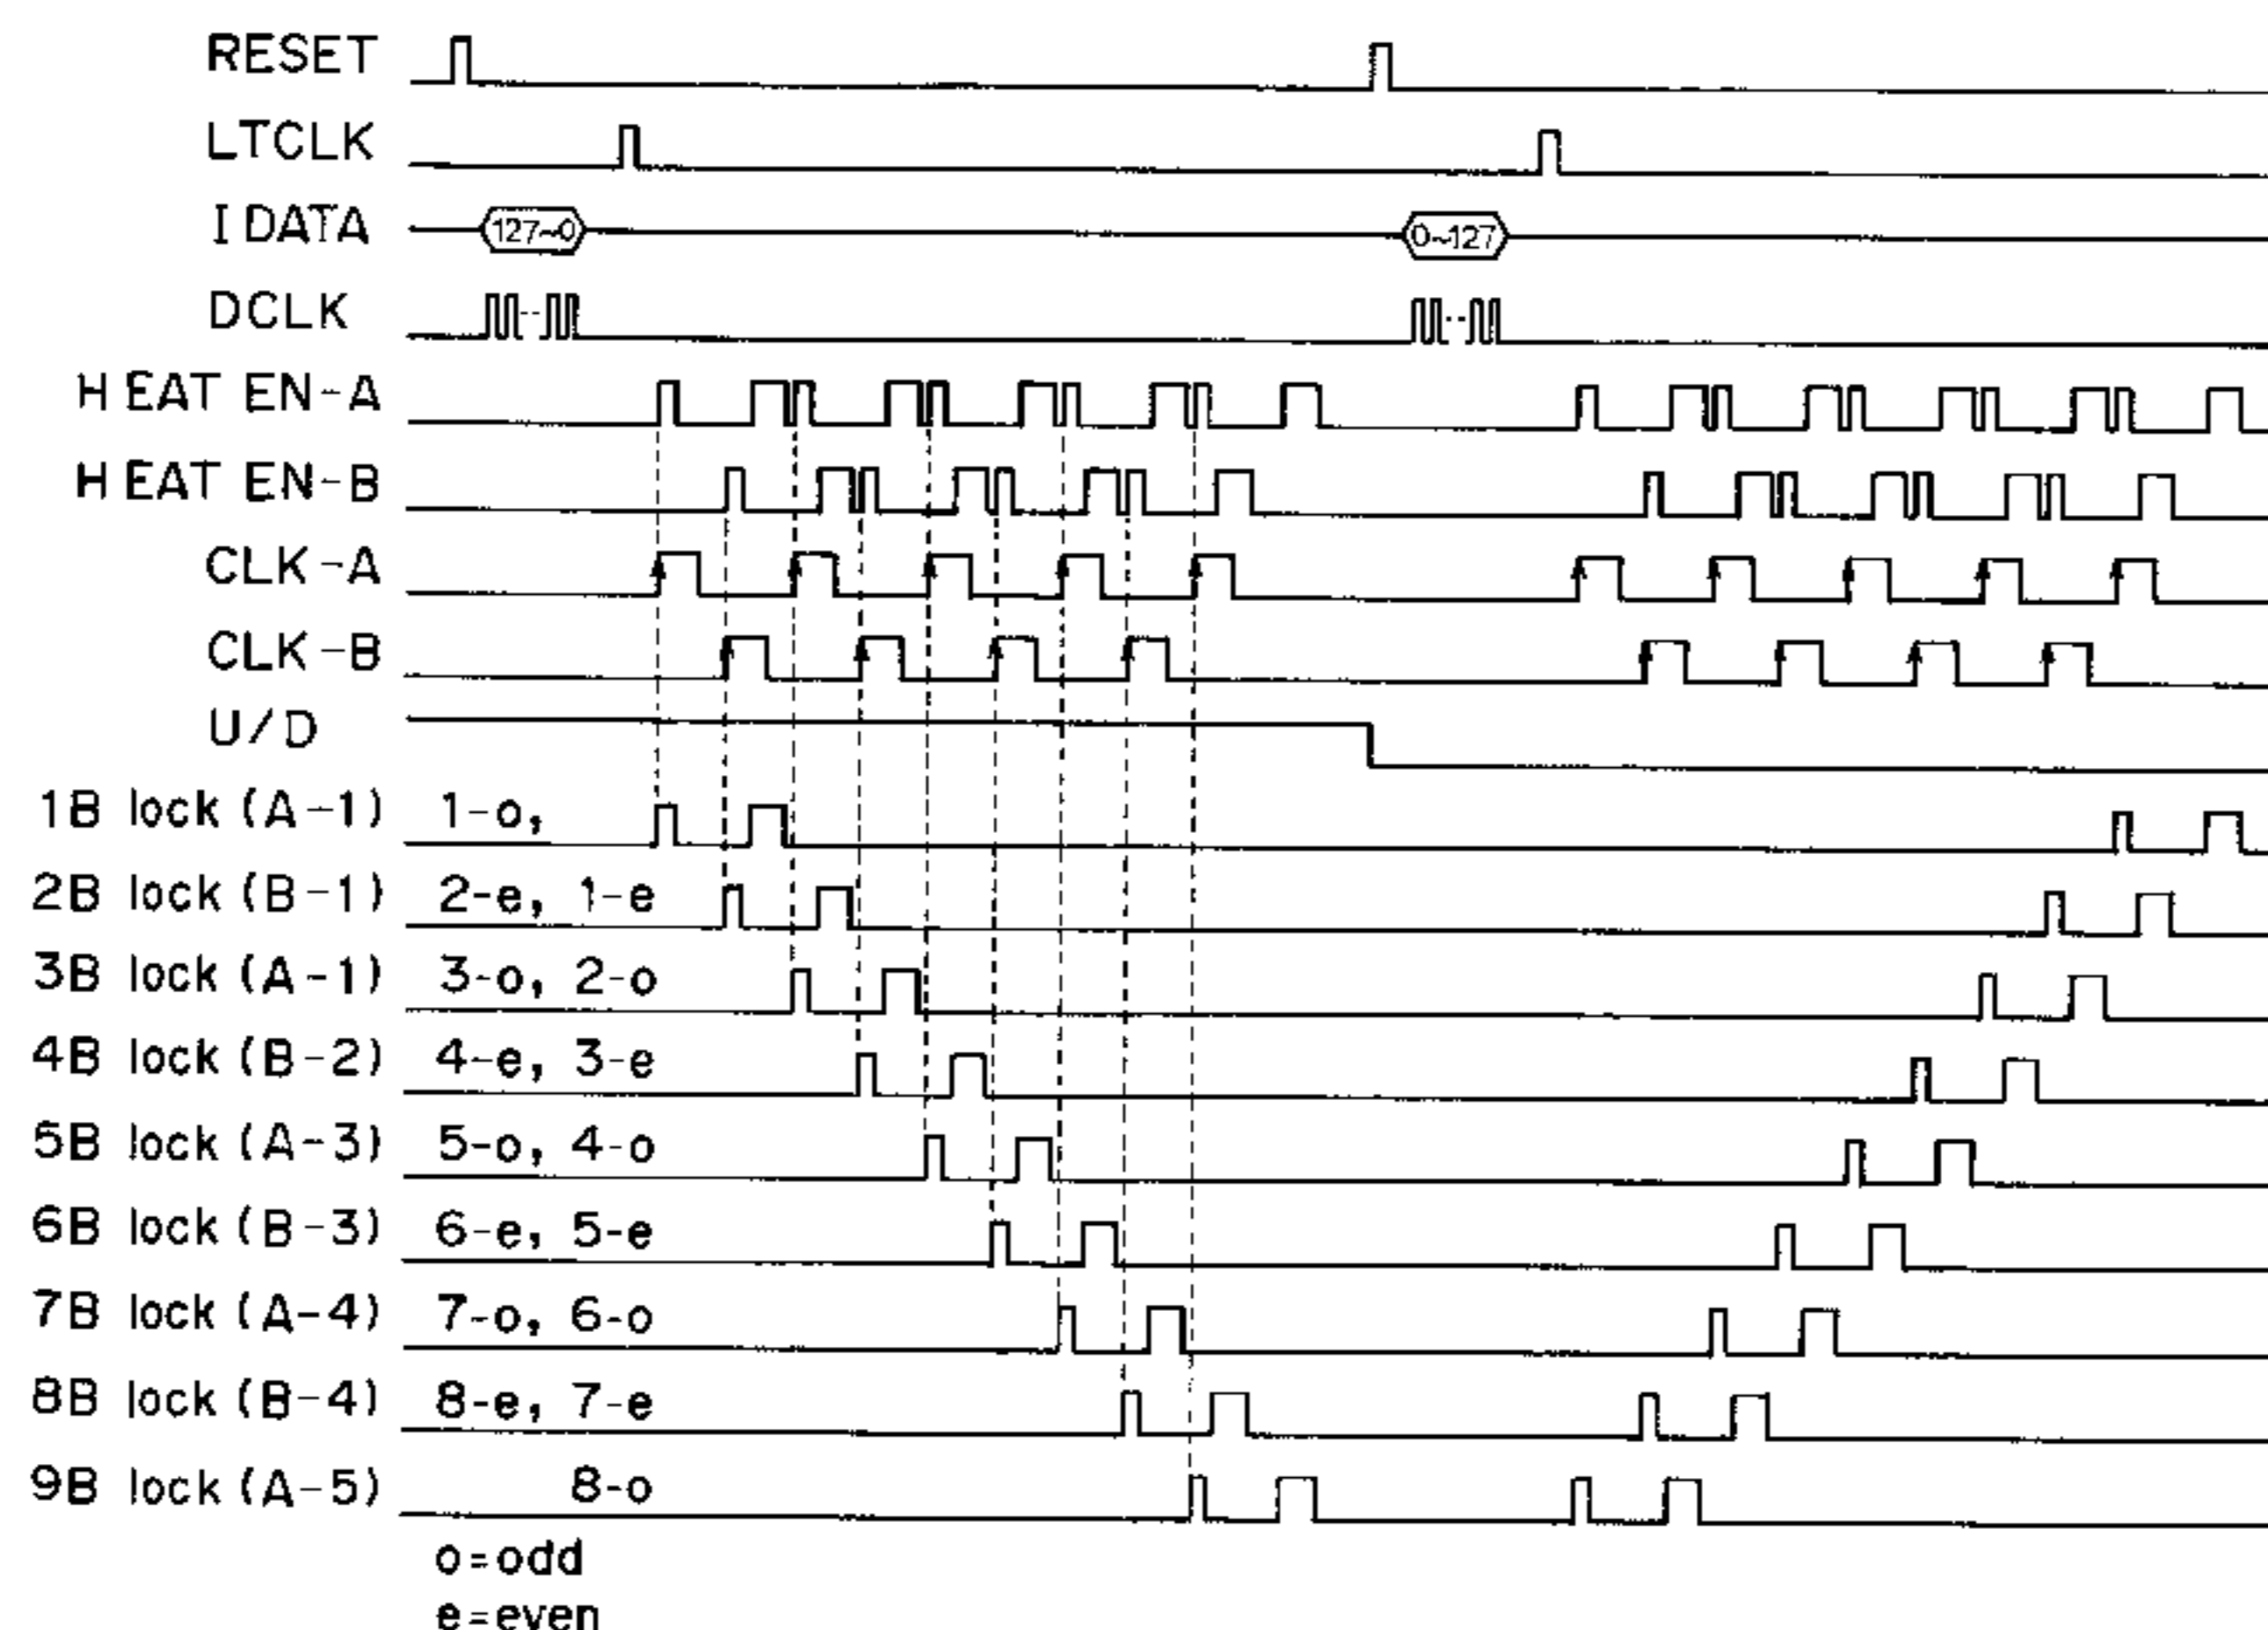 RESET
LTCLK
I DATA 127~0 0~127
DCLK
HEAT EN-A
HEAT EN-B
CLK-A
CLK-B
U/D
1B lock (A-1) 1-o,
2B lock (B-1) 2-e, 1-e
3B lock (A-1) 3-o, 2-o
4B lock (B-2) 4-e, 3-e
5B lock (A-3) 5-o, 4-o
6B lock (B-3) 6-e, 5-e
7B lock (A-4) 7-o, 6-o
8B lock (B-4) 8-e, 7-e
9B lock (A-5) 8-o
o=odd
e=even